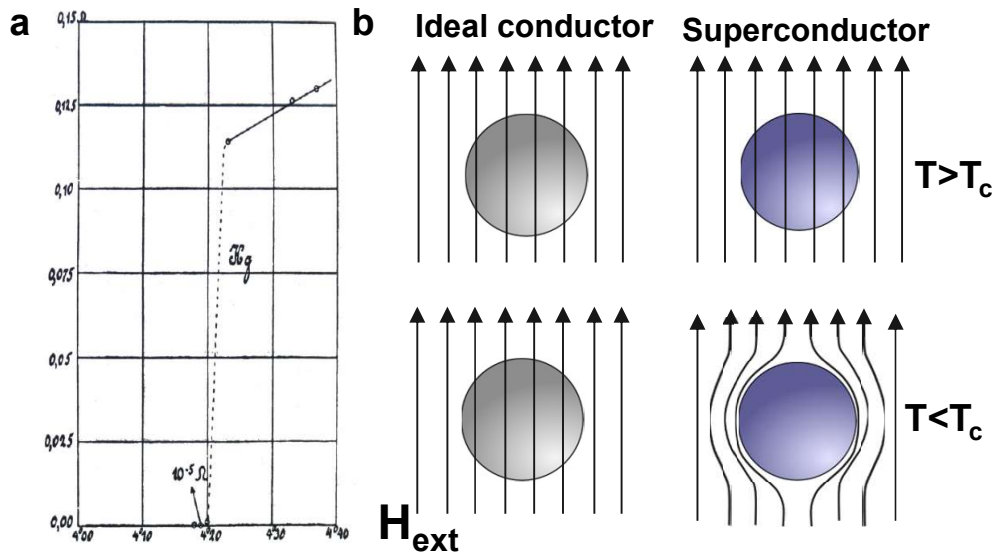 a
0,15 Ω
0,125
0,10
0,075
0,05
0,025
0,00
Hg
10⁻⁵ Ω
4°00 4°10 4°20 4°30 4°40
b
Ideal conductor Superconductor
T>Tc
T<Tc
Hext